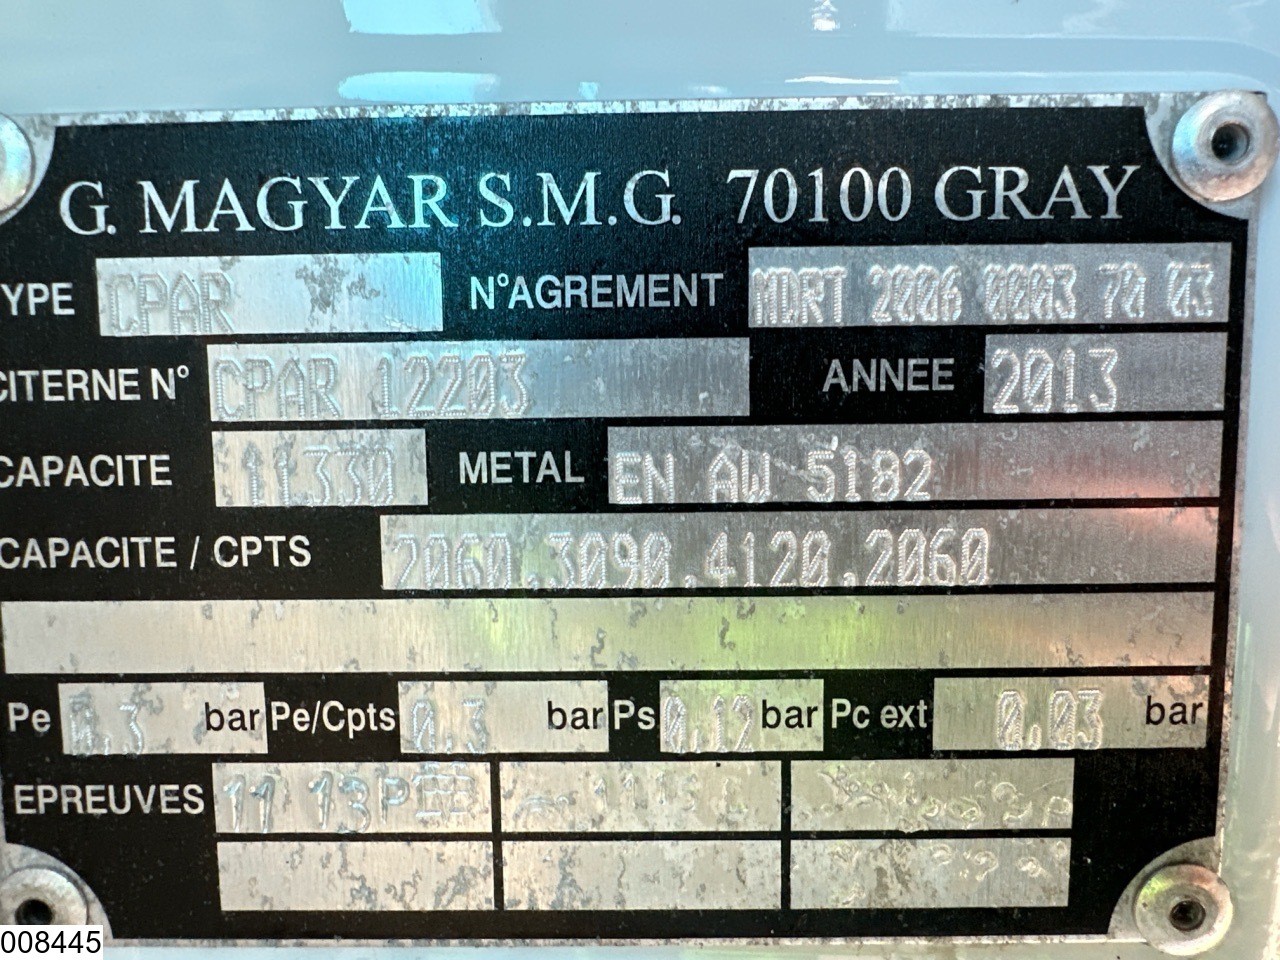 G. MAGYAR S.M.G. 70100 GRAY
YPE CPAR N°AGREMENT MDRT 2006 0003 70 03
CITERNE N° CPAR 12203 ANNEE 2013
CAPACITE 11330 METAL EN AW 5182
CAPACITE / CPTS 2060.3090.4120.2060
Pe 0.3 bar Pe/Cpts 0.3 bar Ps 0.12 bar Pc ext 0.03 bar
EPREUVES 11 13P
008445